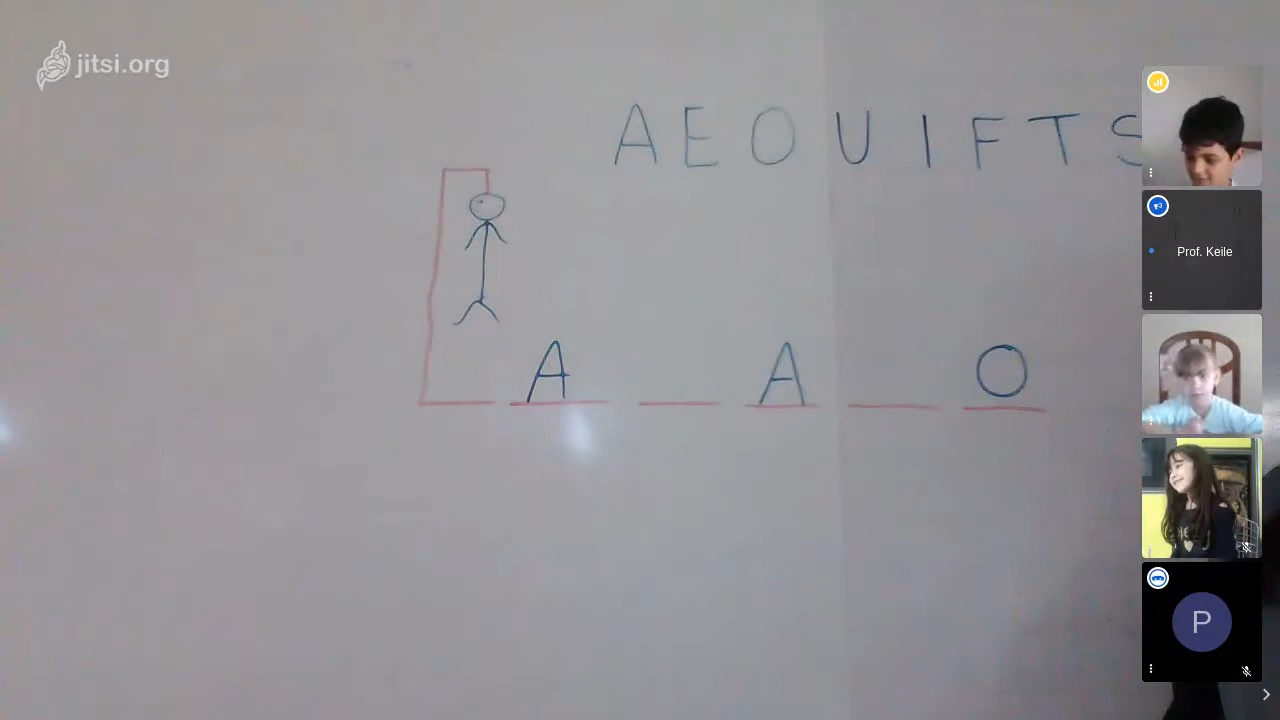 jitsi.org
A E O U I F T S
Prof. Keile
A _ A _ O
P